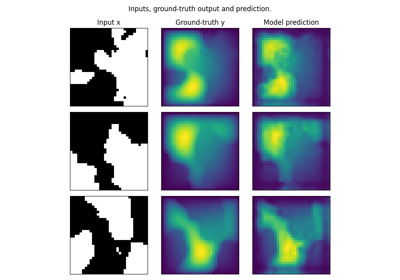 Inputs, ground-truth output and prediction.
Input x
Ground-truth y
Model prediction